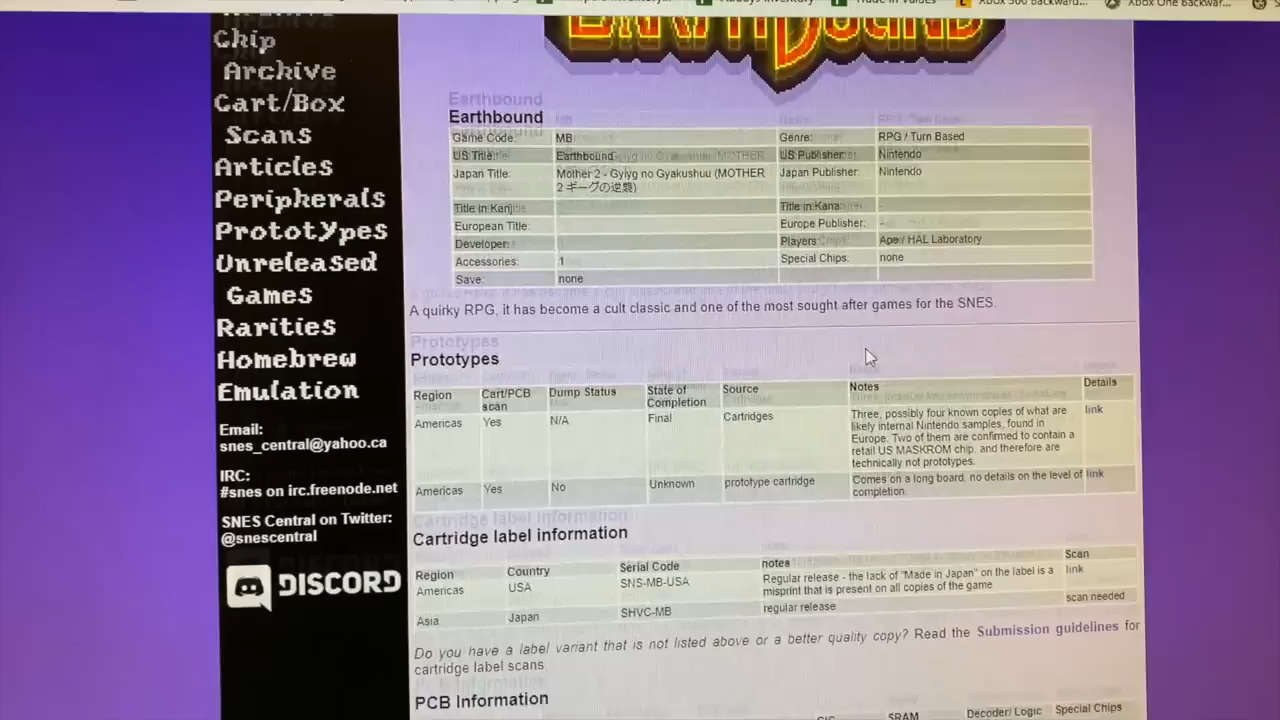 Xbox 360 Backward...
Xbox One Backwar...
EARTHBOUND
Chip
Archive
Cart/Box
Scans
Articles
Peripherals
Prototypes
Unreleased
Games
Rarities
Homebrew
Emulation
Email:
snes_central@yahoo.ca
IRC:
#snes on irc.freenode.net
SNES Central on Twitter:
@snescentral
DISCORD
Earthbound
Game Code: MB Genre: RPG / Turn Based
US Title: Earthbound US Publisher: Nintendo
Japan Title: Mother 2 - Gyiyg no Gyakushuu (MOTHER Japan Publisher: Nintendo
2 ギーグの逆襲)
Title in Kanji: Title in Kana:
European Title: Europe Publisher: -
Developer: Players Ape / HAL Laboratory
Accessories: 1 Special Chips: none
Save: none
A quirky RPG, it has become a cult classic and one of the most sought after games for the SNES.
Prototypes
Region Cart/PCB scan Dump Status State of Completion Source Notes Details
Americas Yes N/A Final Cartridges Three, possibly four known copies of what are link
likely internal Nintendo samples, found in
Europe. Two of them are confirmed to contain a
retail US MASKROM chip, and therefore are
technically not prototypes.
Americas Yes No Unknown prototype cartridge Comes on a long board, no details on the level of link
completion.
Cartridge label information
Region Country Serial Code notes Scan
Americas USA SNS-MB-USA Regular release - the lack of "Made in Japan" on the label is a link
misprint that is present on all copies of the game
Asia Japan SHVC-MB regular release scan needed
Do you have a label variant that is not listed above or a better quality copy? Read the Submission guidelines for
cartridge label scans
PCB Information
CIC SRAM Decoder/ Logic Special Chips